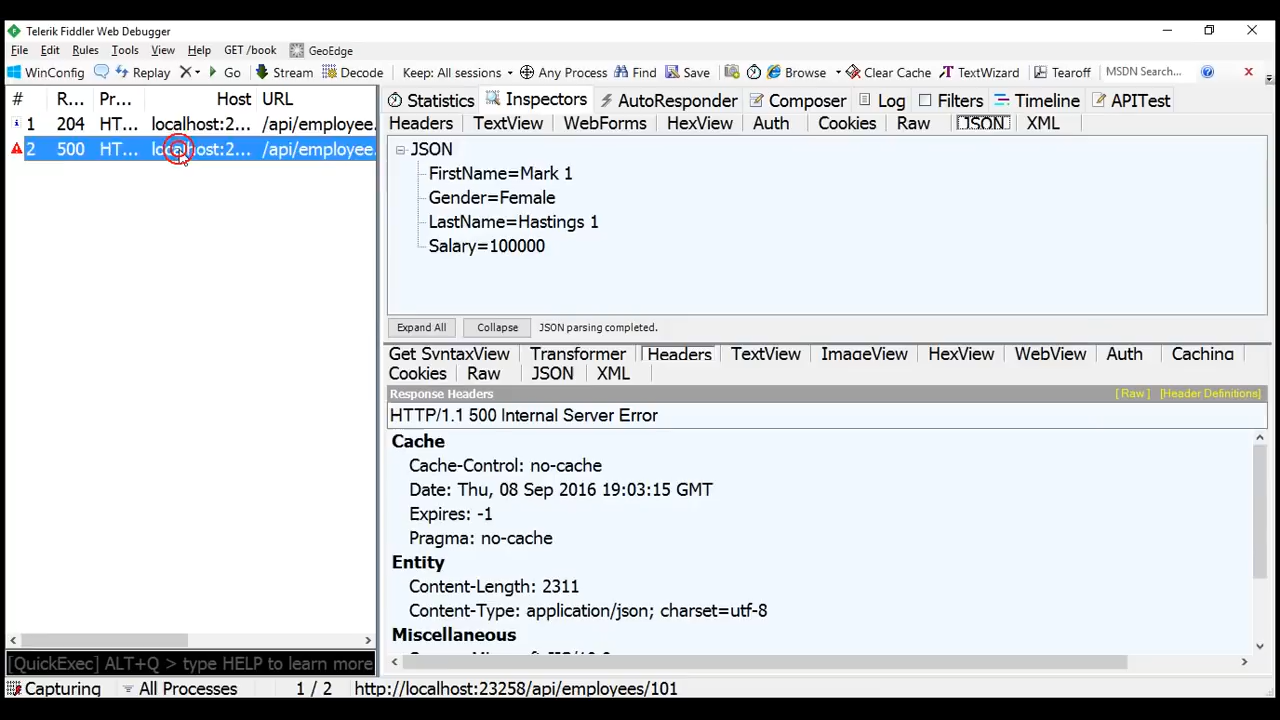 Telerik Fiddler Web Debugger
File Edit Rules Tools View Help GET /book GeoEdge
WinConfig Replay Go Stream Decode Keep: All sessions Any Process Find Save Browse Clear Cache TextWizard Tearoff MSDN Search... X
# R... Pr... Host URL
1 204 HT... localhost:2... /api/employee.
2 500 HT... localhost:2... /api/employee.
Statistics Inspectors AutoResponder Composer Log Filters Timeline APITest
Headers TextView WebForms HexView Auth Cookies Raw JSON XML
JSON
FirstName=Mark 1
Gender=Female
LastName=Hastings 1
Salary=100000
Expand All Collapse JSON parsing completed.
Get SyntaxView Transformer Headers TextView ImageView HexView WebView Auth Caching
Cookies Raw JSON XML
Response Headers [ Raw ] [Header Definitions]
HTTP/1.1 500 Internal Server Error
Cache
Cache-Control: no-cache
Date: Thu, 08 Sep 2016 19:03:15 GMT
Expires: -1
Pragma: no-cache
Entity
Content-Length: 2311
Content-Type: application/json; charset=utf-8
Miscellaneous
[QuickExec] ALT+Q > type HELP to learn more
Capturing All Processes 1 / 2 http://localhost:23258/api/employees/101